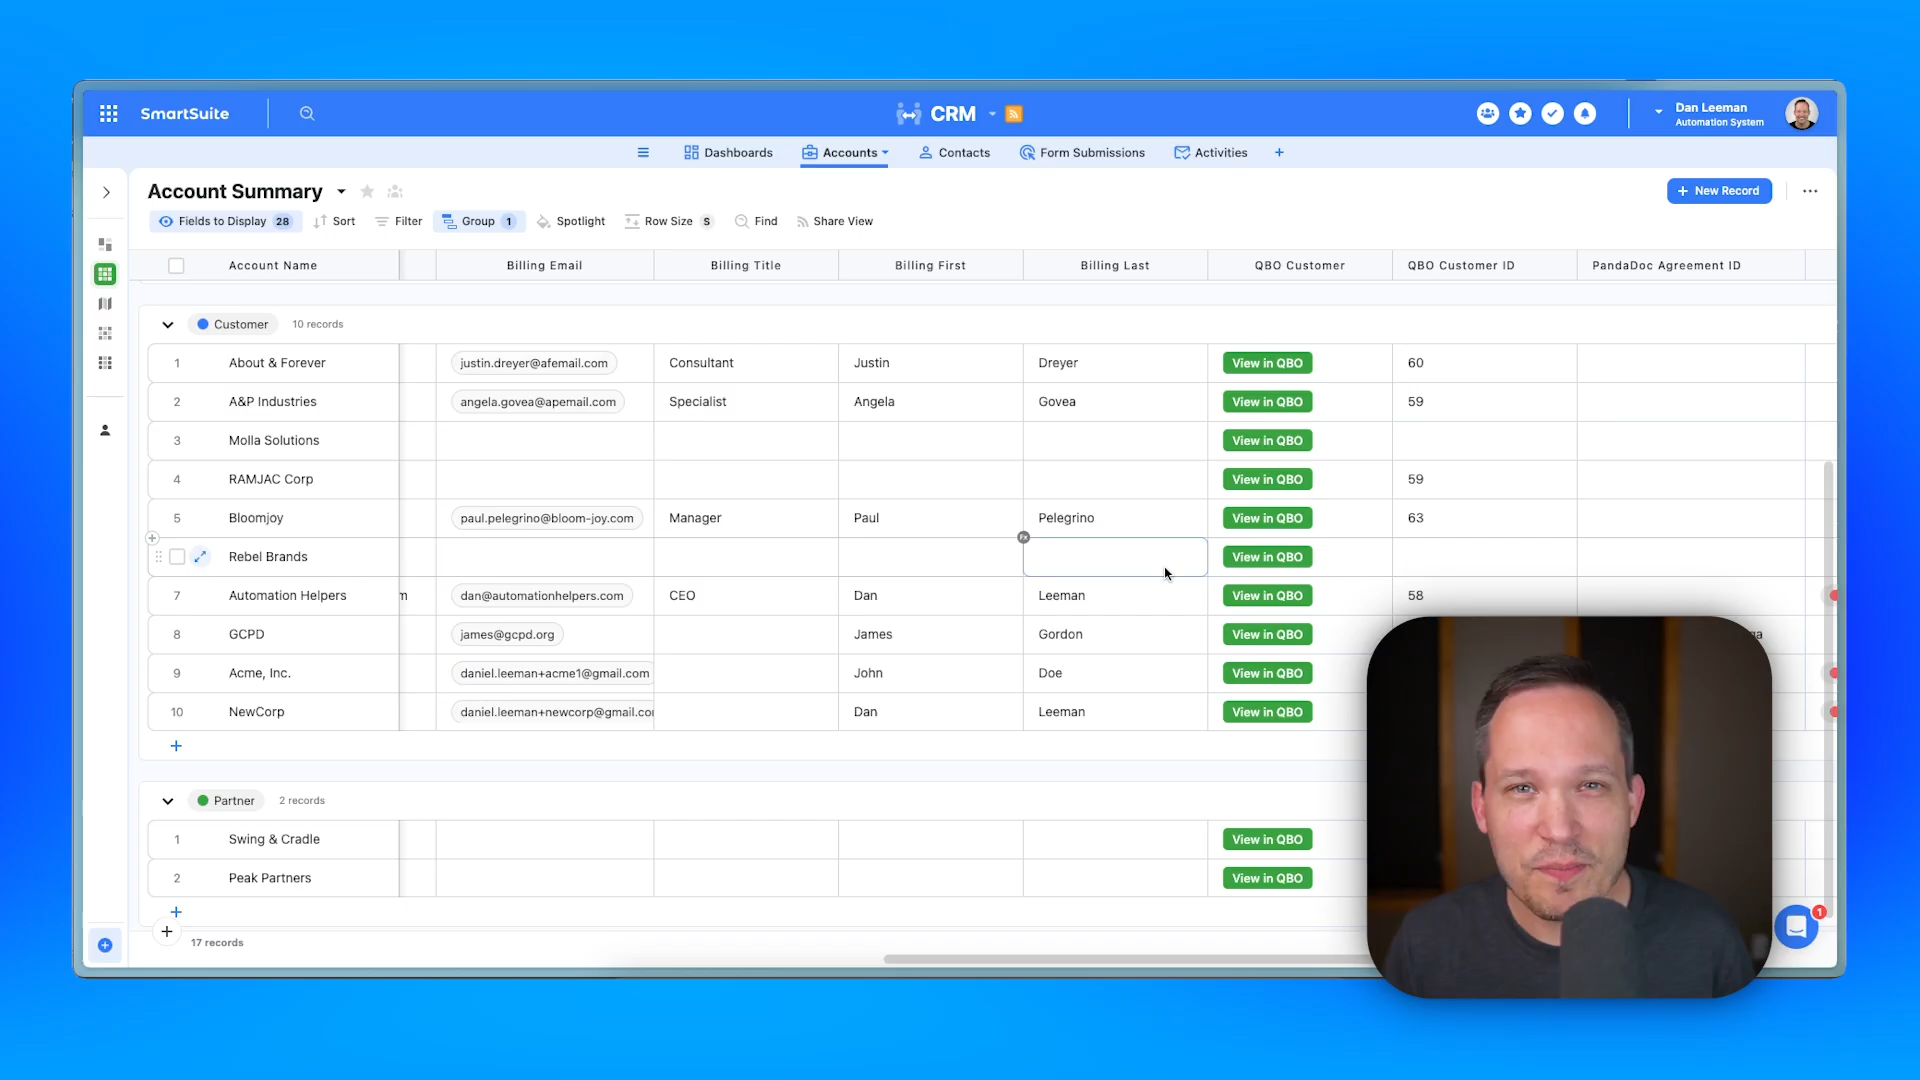 SmartSuite
CRM
Dan Leeman
Automation System
Dashboards
Accounts
Contacts
Form Submissions
Activities
Account Summary
New Record
Fields to Display 28
Sort
Filter
Group 1
Spotlight
Row Size S
Find
Share View
Account Name Billing Email Billing Title Billing First Billing Last QBO Customer QBO Customer ID PandaDoc Agreement ID
Customer 10 records
1 About & Forever justin.dreyer@afemail.com Consultant Justin Dreyer View in QBO 60
2 A&P Industries angela.govea@apemail.com Specialist Angela Govea View in QBO 59
3 Molla Solutions View in QBO
4 RAMJAC Corp View in QBO 59
5 Bloomjoy paul.pelegrino@bloom-joy.com Manager Paul Pelegrino View in QBO 63
Rebel Brands View in QBO
7 Automation Helpers m dan@automationhelpers.com CEO Dan Leeman View in QBO 58
8 GCPD james@gcpd.org James Gordon View in QBO
9 Acme, Inc. daniel.leeman+acme1@gmail.com John Doe View in QBO
10 NewCorp daniel.leeman+newcorp@gmail.co Dan Leeman View in QBO
Partner 2 records
1 Swing & Cradle View in QBO
2 Peak Partners View in QBO
1
17 records